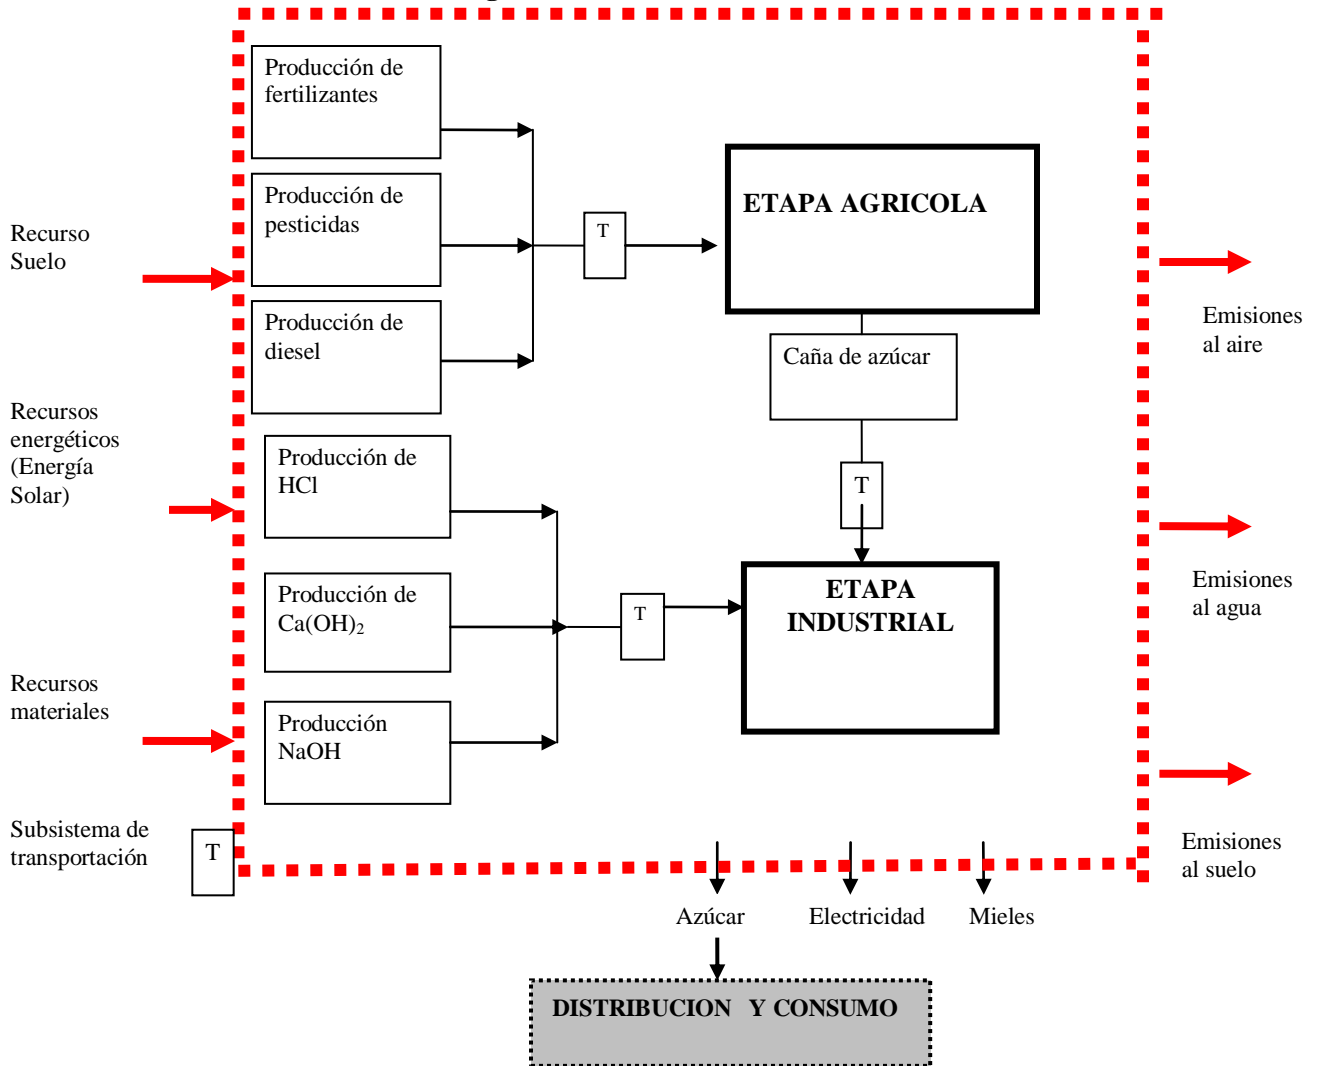 Producción de
fertilizantes
Producción de
pesticidas
Producción de
diesel
T
ETAPA AGRICOLA
Caña de azúcar
T
Recurso
Suelo
Recursos
energéticos
(Energía
Solar)
Recursos
materiales
Subsistema de
transportación
T
Producción de
HCl
Producción de
Ca(OH)₂
Producción
NaOH
T
ETAPA
INDUSTRIAL
Emisiones
al aire
Emisiones
al agua
Emisiones
al suelo
Azúcar
Electricidad
Mieles
DISTRIBUCION Y CONSUMO